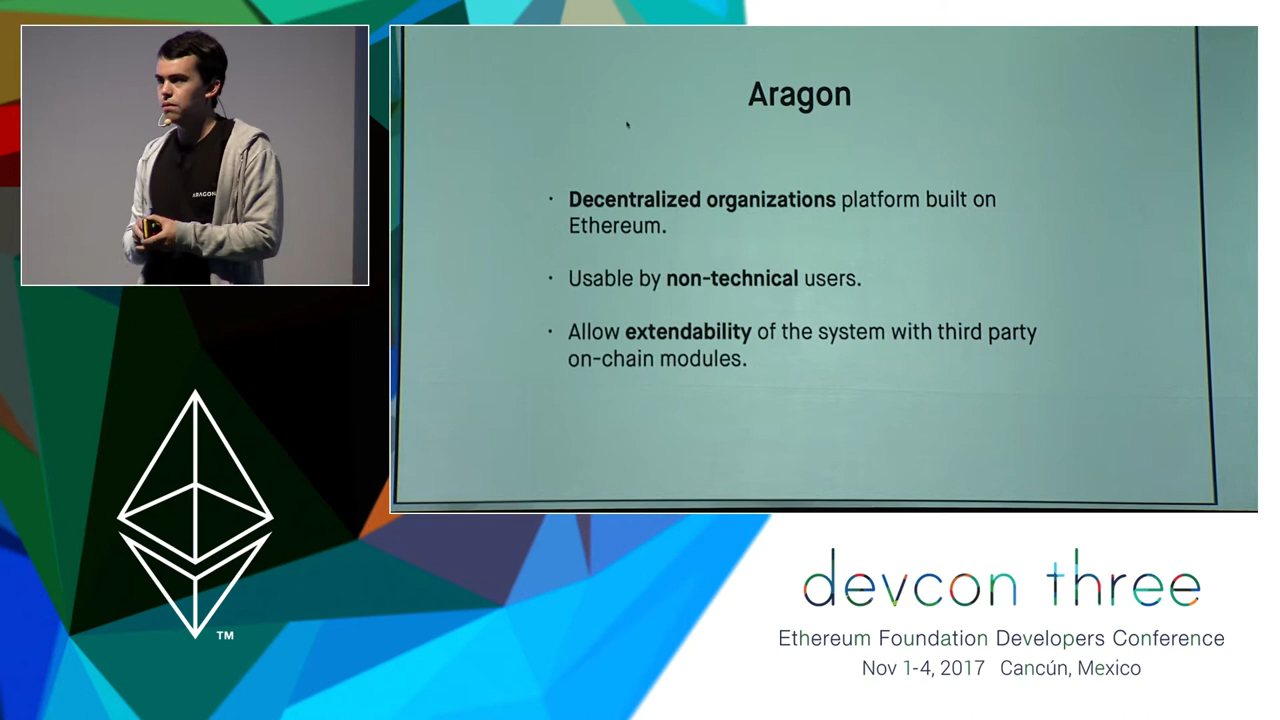 ARAGON
Aragon
· Decentralized organizations platform built on
Ethereum.
· Usable by non-technical users.
· Allow extendability of the system with third party
on-chain modules.
TM
devcon three
Ethereum Foundation Developers Conference
Nov 1-4, 2017 Cancún, Mexico